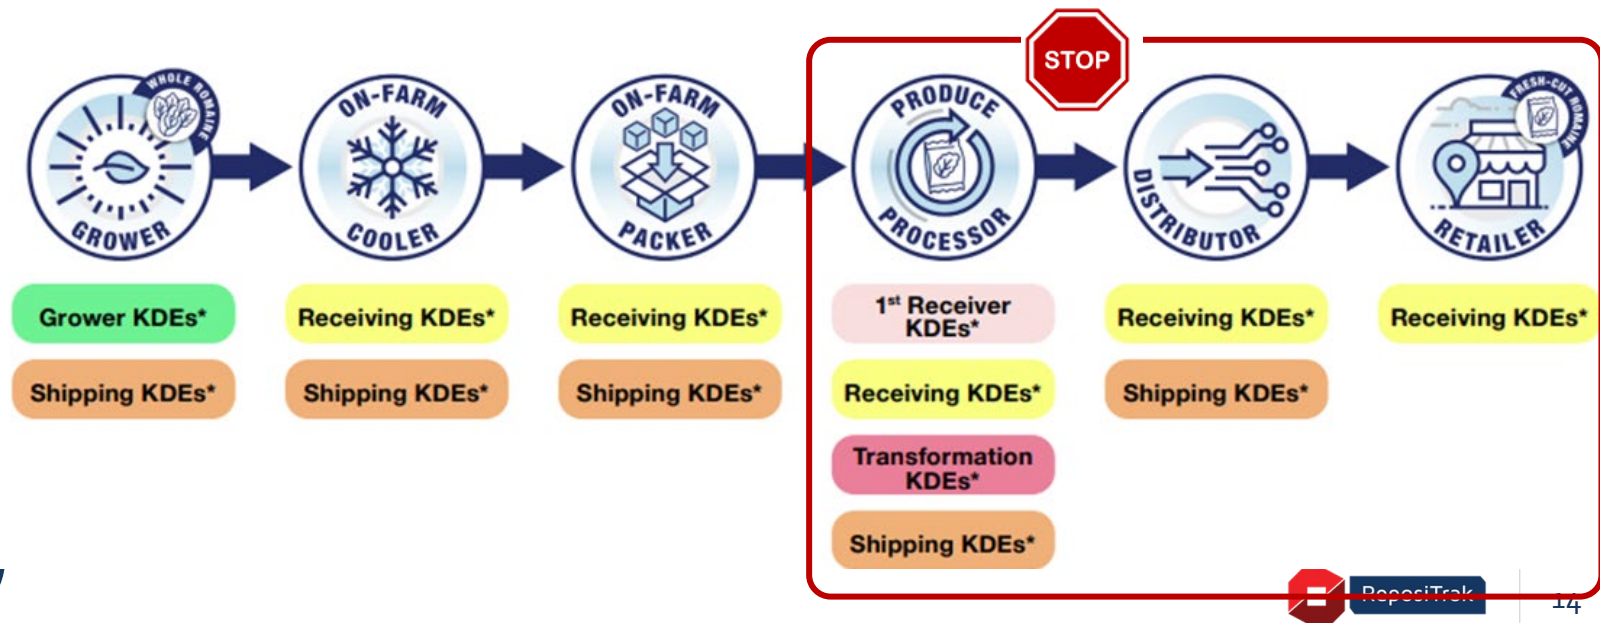 STOP
WHOLE ROMAINE
GROWER
ON-FARM
COOLER
ON-FARM
PACKER
PRODUCE
PROCESSOR
DISTRIBUTOR
FRESH-CUT ROMAINE
RETAILER
Grower KDEs*
Receiving KDEs*
Receiving KDEs*
1st Receiver
KDEs*
Receiving KDEs*
Receiving KDEs*
Shipping KDEs*
Shipping KDEs*
Shipping KDEs*
Receiving KDEs*
Shipping KDEs*
Transformation
KDEs*
Shipping KDEs*
ReposiTrak
14